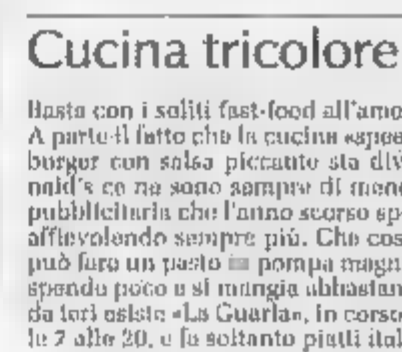 Cucina tricolore
Basta con i soliti fast-food all'amo
A parte il fatto che la cucina «spee
burger con salsa piccante sta div
nald's ce ne sono sempre di meno
pubblicitaria che l'anno scorso sp
affievolendo sempre più. Che cos
può fare un pasto in pompa magn
spende poco e si mangia abbastan
da ieri esiste «La Guarla», in corso
le 7 alle 20, e fa soltanto piatti ital